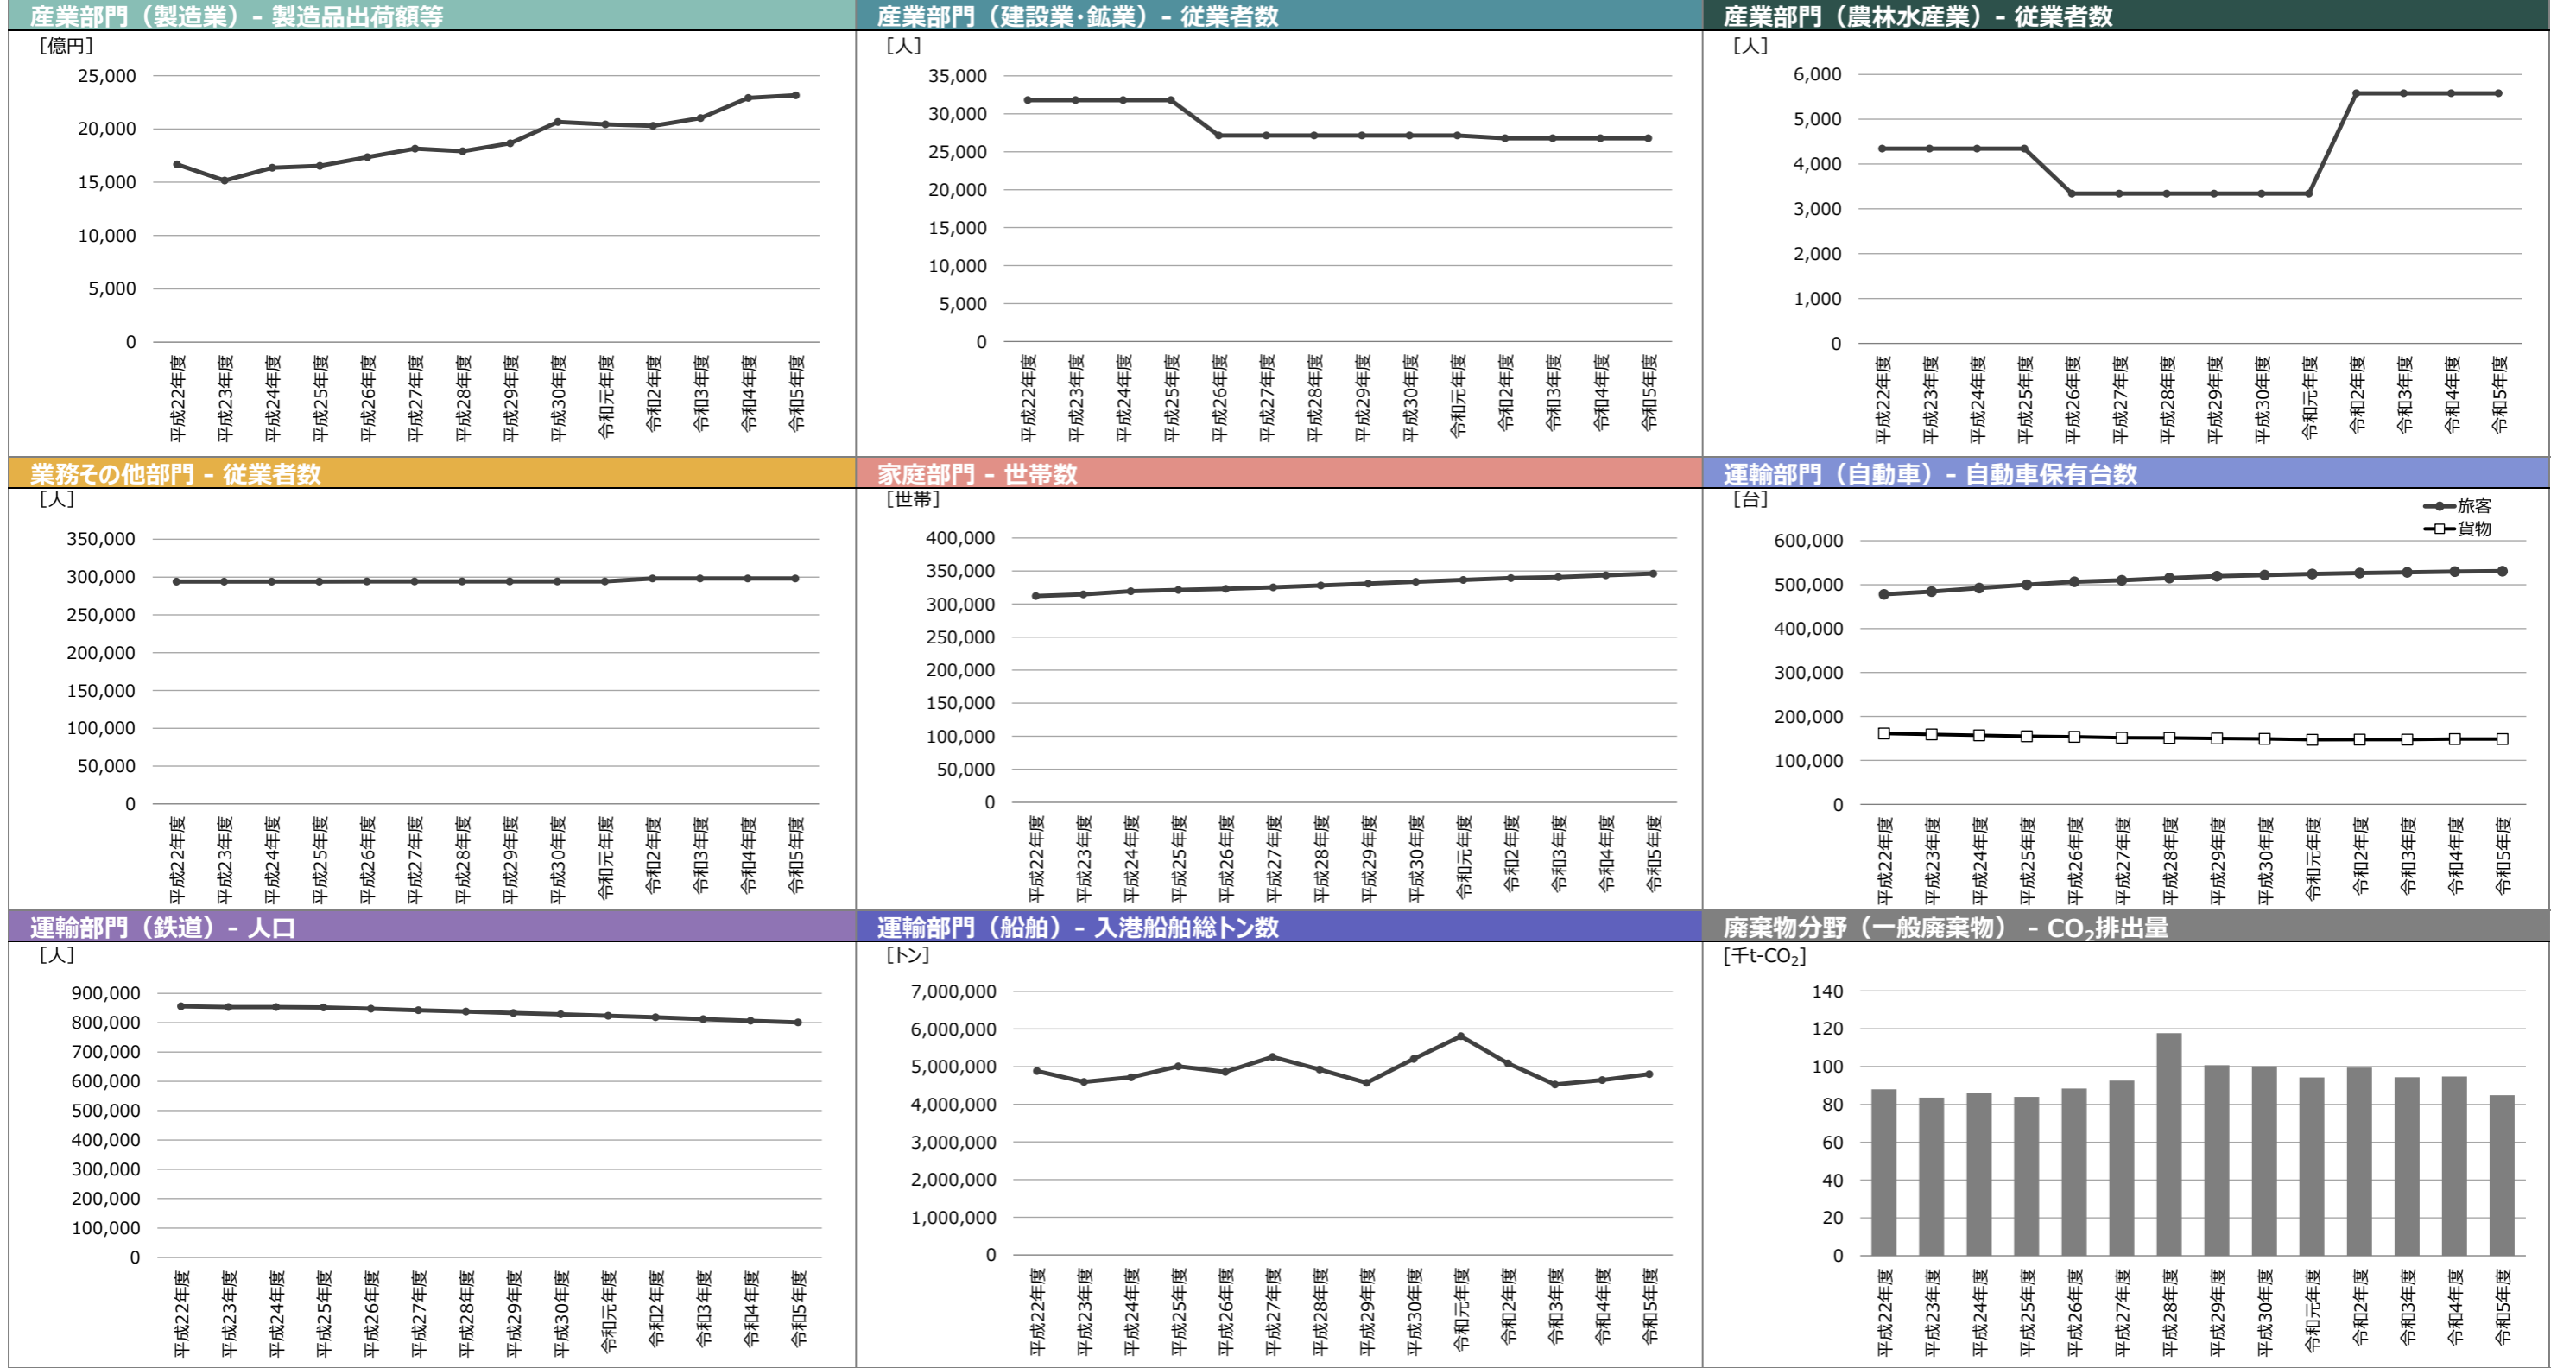 産業部門（製造業）- 製造品出荷額等
[億円]
25,000
20,000
15,000
10,000
5,000
0
平成22年度
平成23年度
平成24年度
平成25年度
平成26年度
平成27年度
平成28年度
平成29年度
平成30年度
令和元年度
令和2年度
令和3年度
令和4年度
令和5年度
産業部門（建設業・鉱業）- 従業者数
[人]
35,000
30,000
25,000
20,000
15,000
10,000
5,000
0
平成22年度
平成23年度
平成24年度
平成25年度
平成26年度
平成27年度
平成28年度
平成29年度
平成30年度
令和元年度
令和2年度
令和3年度
令和4年度
令和5年度
産業部門（農林水産業）- 従業者数
[人]
6,000
5,000
4,000
3,000
2,000
1,000
0
平成22年度
平成23年度
平成24年度
平成25年度
平成26年度
平成27年度
平成28年度
平成29年度
平成30年度
令和元年度
令和2年度
令和3年度
令和4年度
令和5年度
業務その他部門 - 従業者数
[人]
350,000
300,000
250,000
200,000
150,000
100,000
50,000
0
平成22年度
平成23年度
平成24年度
平成25年度
平成26年度
平成27年度
平成28年度
平成29年度
平成30年度
令和元年度
令和2年度
令和3年度
令和4年度
令和5年度
家庭部門 - 世帯数
[世帯]
400,000
350,000
300,000
250,000
200,000
150,000
100,000
50,000
0
平成22年度
平成23年度
平成24年度
平成25年度
平成26年度
平成27年度
平成28年度
平成29年度
平成30年度
令和元年度
令和2年度
令和3年度
令和4年度
令和5年度
運輸部門（自動車）- 自動車保有台数
[台]
旅客
貨物
600,000
500,000
400,000
300,000
200,000
100,000
0
平成22年度
平成23年度
平成24年度
平成25年度
平成26年度
平成27年度
平成28年度
平成29年度
平成30年度
令和元年度
令和2年度
令和3年度
令和4年度
令和5年度
運輸部門（鉄道）- 人口
[人]
900,000
800,000
700,000
600,000
500,000
400,000
300,000
200,000
100,000
0
平成22年度
平成23年度
平成24年度
平成25年度
平成26年度
平成27年度
平成28年度
平成29年度
平成30年度
令和元年度
令和2年度
令和3年度
令和4年度
令和5年度
運輸部門（船舶）- 入港船舶総トン数
[トン]
7,000,000
6,000,000
5,000,000
4,000,000
3,000,000
2,000,000
1,000,000
0
平成22年度
平成23年度
平成24年度
平成25年度
平成26年度
平成27年度
平成28年度
平成29年度
平成30年度
令和元年度
令和2年度
令和3年度
令和4年度
令和5年度
廃棄物分野（一般廃棄物） - CO₂排出量
[千t-CO₂]
140
120
100
80
60
40
20
0
平成22年度
平成23年度
平成24年度
平成25年度
平成26年度
平成27年度
平成28年度
平成29年度
平成30年度
令和元年度
令和2年度
令和3年度
令和4年度
令和5年度